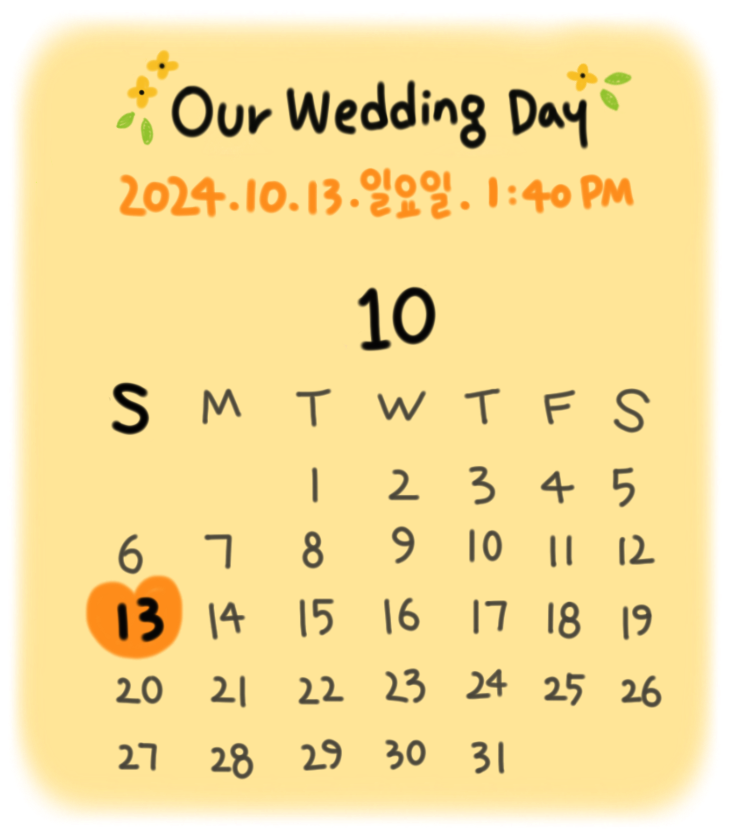 Our Wedding Day
2024.10.13.일요일. 1:40 PM
10
S M T W T F S
1 2 3 4 5
6 7 8 9 10 11 12
13 14 15 16 17 18 19
20 21 22 23 24 25 26
27 28 29 30 31